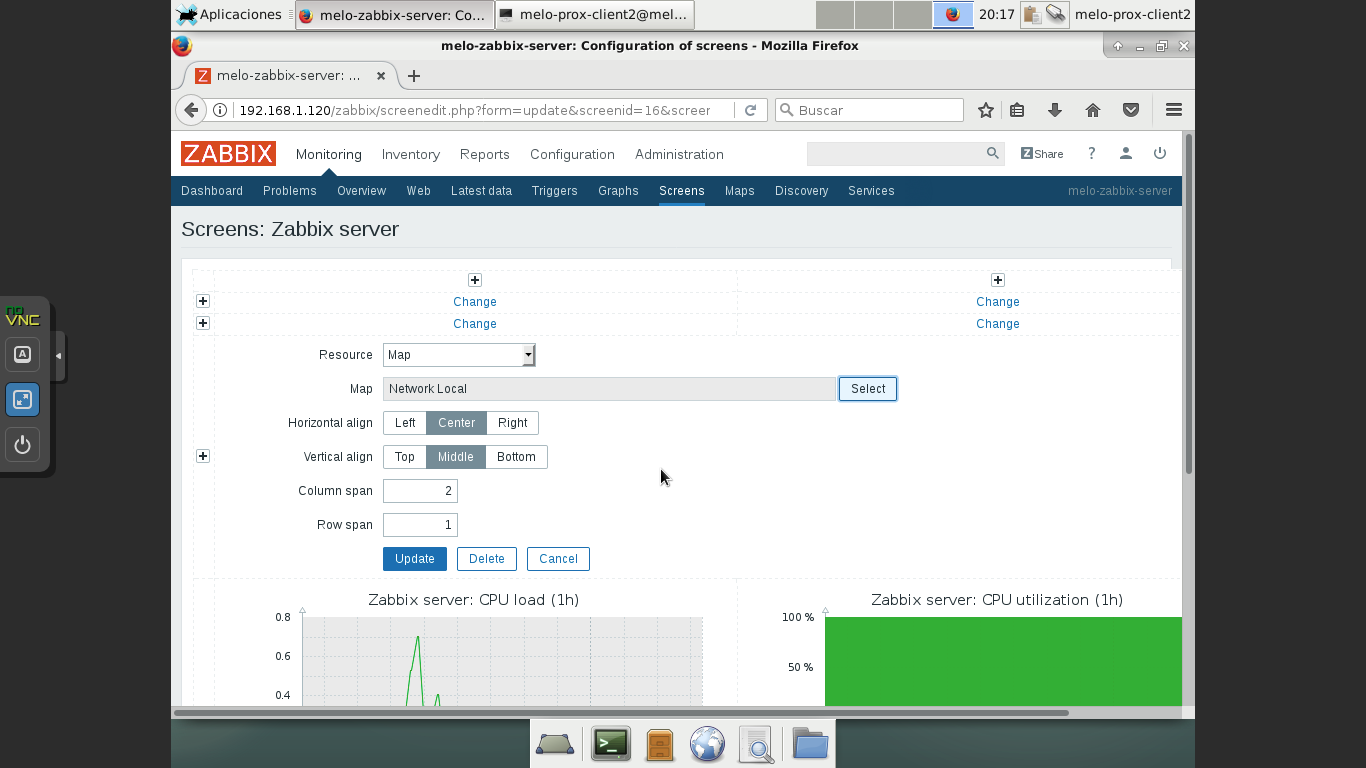 Aplicaciones
melo-zabbix-server: Co...
melo-prox-client2@mel...
20:17
melo-prox-client2
melo-zabbix-server: Configuration of screens - Mozilla Firefox
Z melo-zabbix-server: ...
192.168.1.120/zabbix/screenedit.php?form=update&screenid=16&screer
Buscar
ZABBIX
Monitoring Inventory Reports Configuration Administration
Z Share ?
Dashboard Problems Overview Web Latest data Triggers Graphs Screens Maps Discovery Services melo-zabbix-server
Screens: Zabbix server
Change Change
Change Change
noVNC
A
Resource Map
Map Network Local Select
Horizontal align Left Center Right
Vertical align Top Middle Bottom
Column span 2
Row span 1
Update Delete Cancel
Zabbix server: CPU load (1h)
0.8
0.6
0.4
Zabbix server: CPU utilization (1h)
100 %
50 %